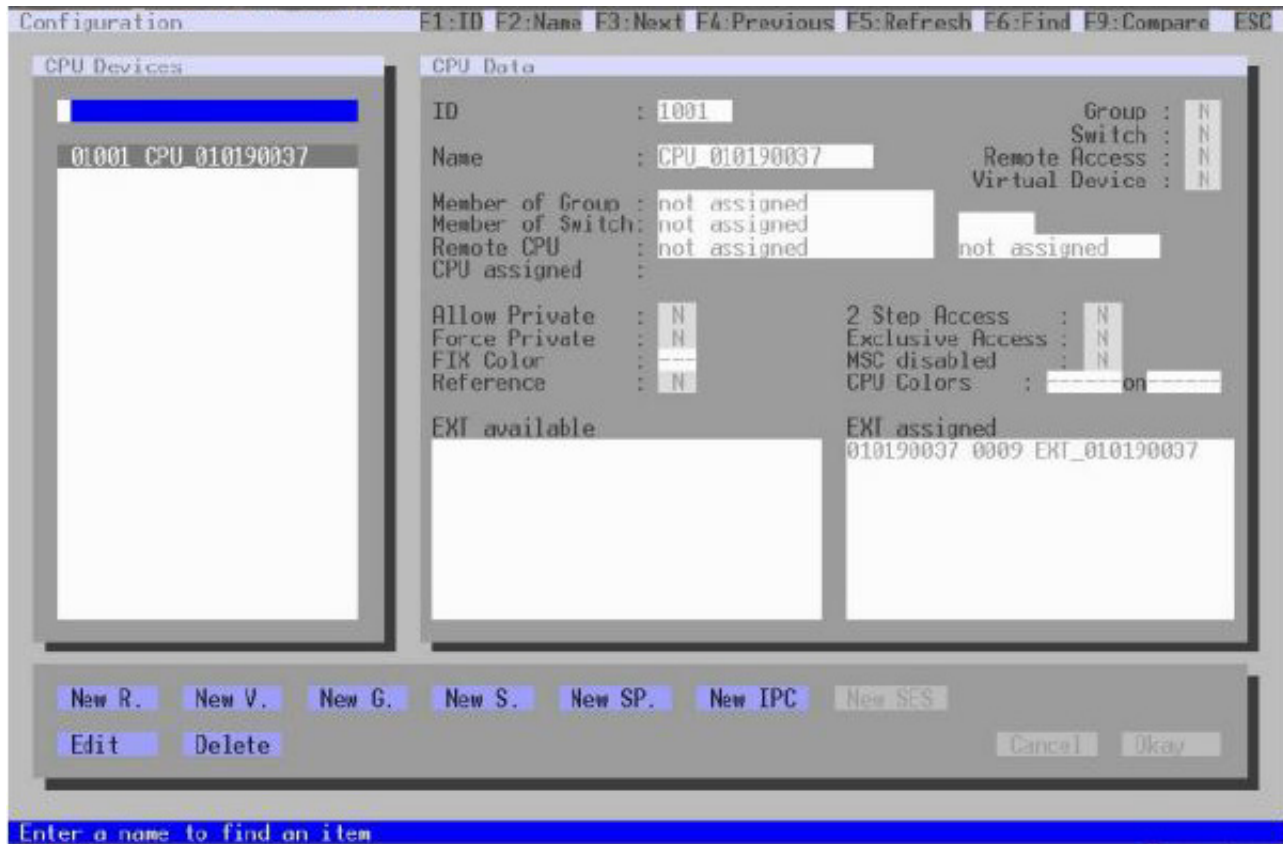 Configuration F1:ID F2:Name F3:Next F4:Previous F5:Refresh F6:Find F9:Compare ESC
CPU Devices
01001 CPU_010190037
CPU Data
ID : 1001
Group : N
Switch : N
Name : CPU_010190037
Remote Access : N
Virtual Device : N
Member of Group : not assigned
Member of Switch: not assigned
Remote CPU : not assigned not assigned
CPU assigned :
Allow Private : N 2 Step Access : N
Force Private : N Exclusive Access : N
FIX Color : --- MSC disabled : N
Reference : N CPU Colors : ------on------
EXT available EXT assigned
010190037 0009 EXT_010190037
New R. New V. New G. New S. New SP. New IPC New SES
Edit Delete Cancel Okay
Enter a name to find an item